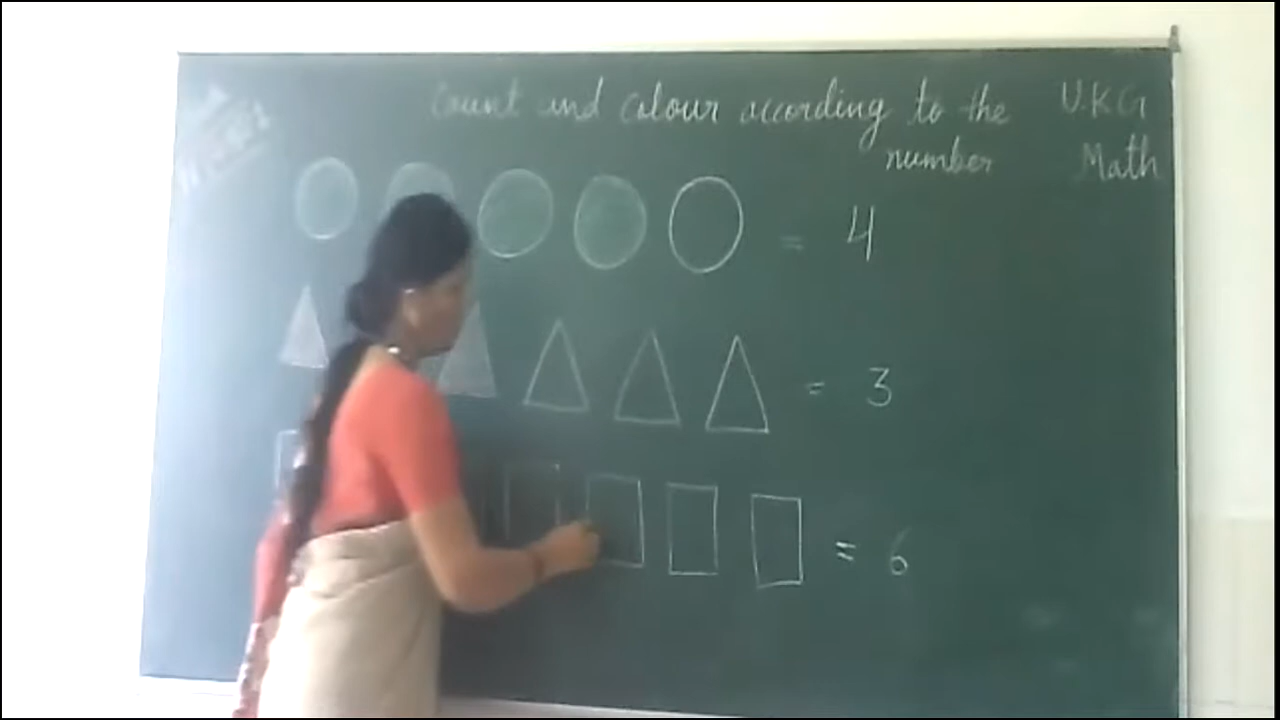 Count and colour according to the
number
U.K.G
Math
= 4
= 3
= 6